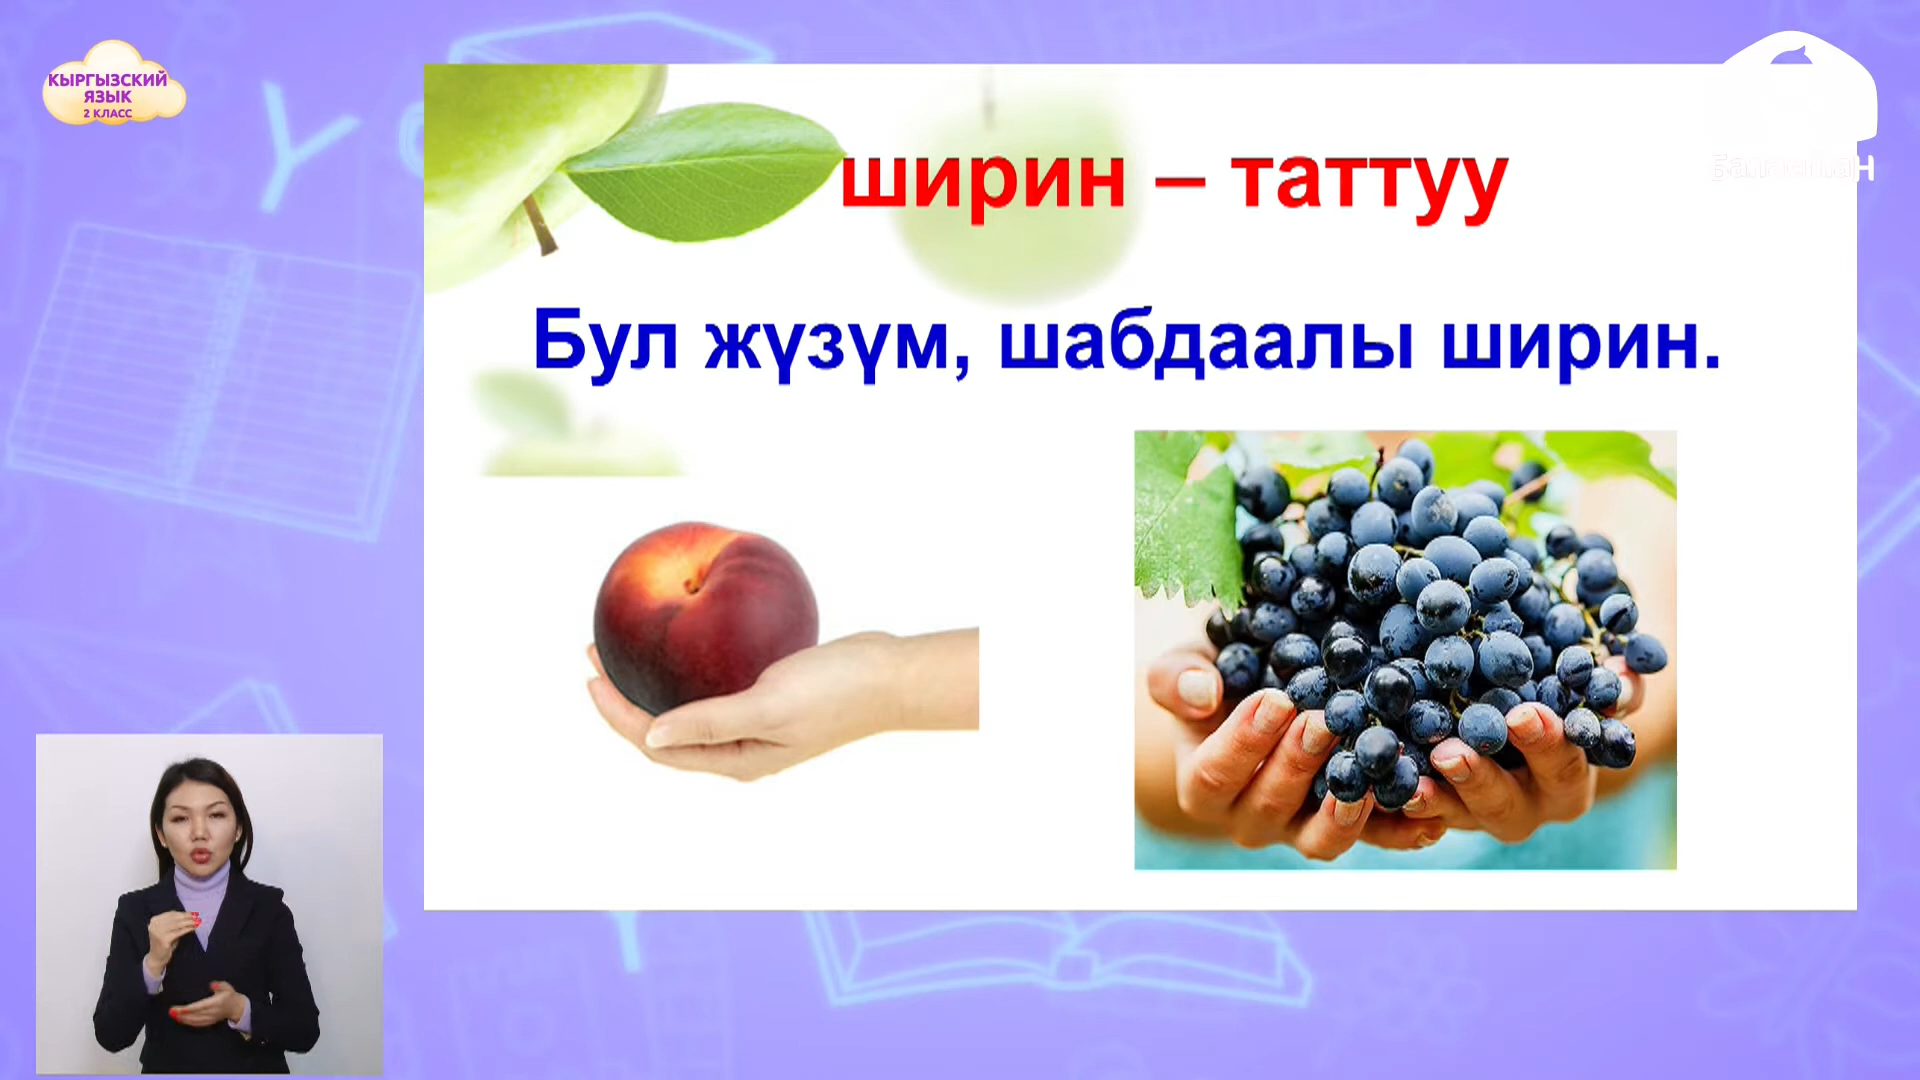 КЫРГЫЗСКИЙ
ЯЗЫК
2 КЛАСС
ширин – таттуу
Бул жүзүм, шабдаалы ширин.